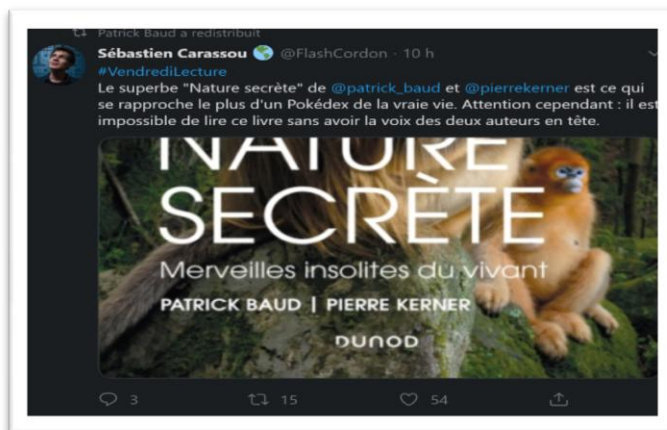 Patrick Baud a redistribuit
Sébastien Carassou 🌎 @FlashCordon · 10 h
#VendrediLecture
Le superbe "Nature secrète" de @patrick_baud et @pierrekerner est ce qui
se rapproche le plus d'un Pokédex de la vraie vie. Attention cependant : il est
impossible de lire ce livre sans avoir la voix des deux auteurs en tête.
NATURE
SECRÈTE
Merveilles insolites du vivant
PATRICK BAUD | PIERRE KERNER
DUNOD
3 15 54